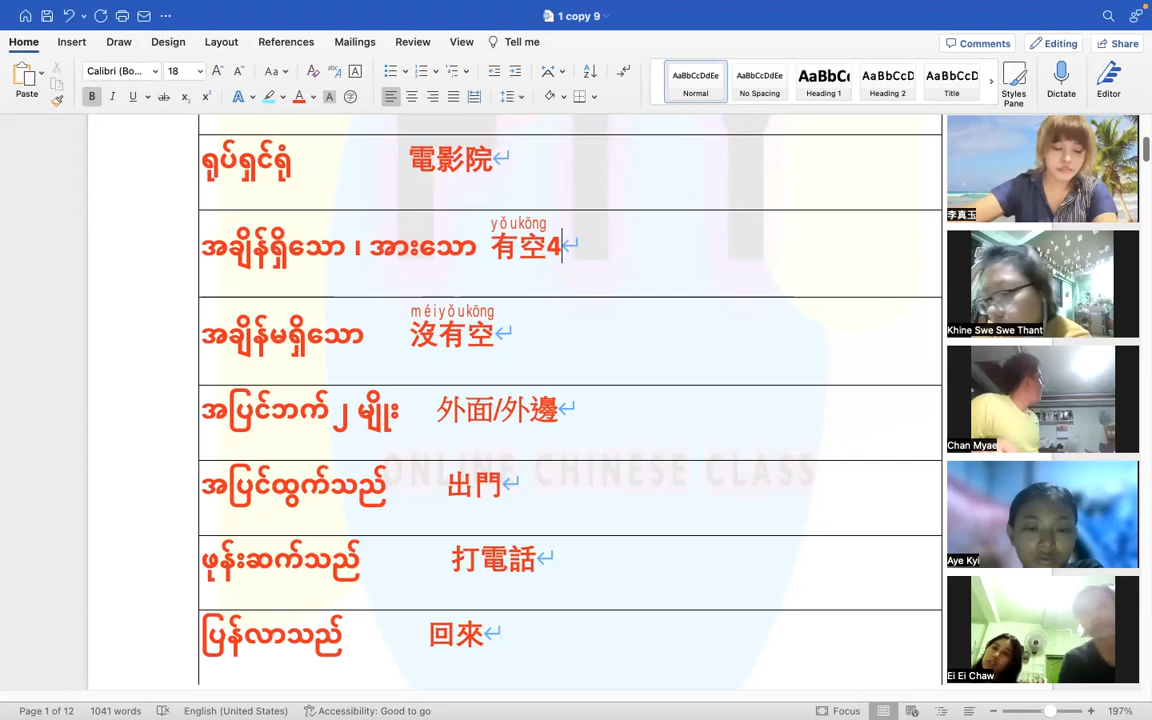 1 copy 9
Home Insert Draw Design Layout References Mailings Review View Tell me Comments Editing Share
Paste Calibri (Bo... 18 Aa A
B I U ab x₂ x² A A A
AaBbCcDdEe AaBbCcDdEe AaBbCc AaBbCcD AaBbCcD
Normal No Spacing Heading 1 Heading 2 Title Styles Pane Dictate Editor
ရုပ်ရှင်ရုံ 電影院
yǒukōng
အချိန်ရှိသော ၊ အားသော 有空4
méiyǒukōng
အချိန်မရှိသော 沒有空
အပြင်ဘက် ၂ မျိုး 外面/外邊
ONLINE CHINESE CLASS
အပြင်ထွက်သည် 出門
ဖုန်းဆက်သည် 打電話
ပြန်လာသည် 回來
李真玉
Khine Swe Swe Thant
Chan Myae
Aye Kyi
Ei Ei Chaw
Page 1 of 12 1041 words English (United States) Accessibility: Good to go Focus 197%